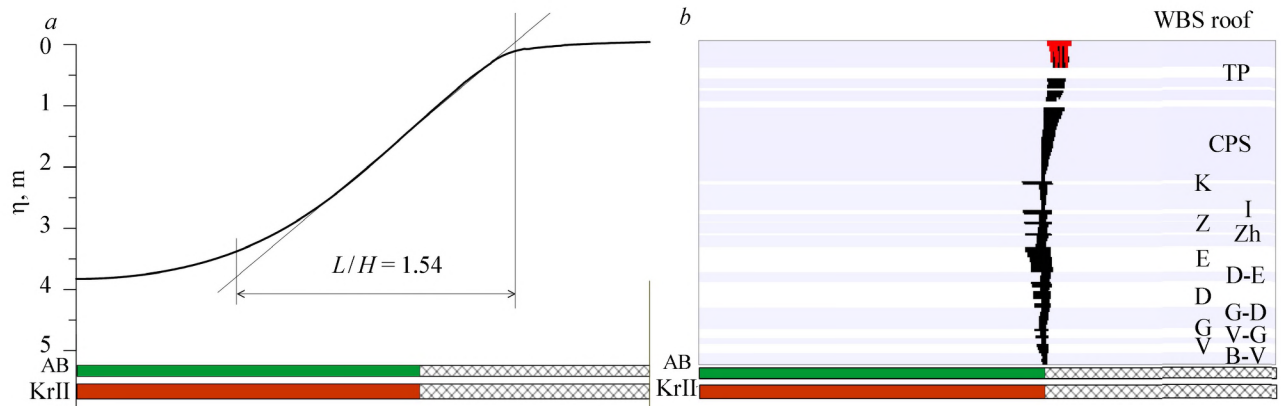 a
0
1
2
3
4
5
η, m
L/H = 1.54
AB
KrII
b
WBS roof
TP
CPS
K
I
Z
Zh
E
D-E
D
G-D
G
V-G
V
B-V
AB
KrII